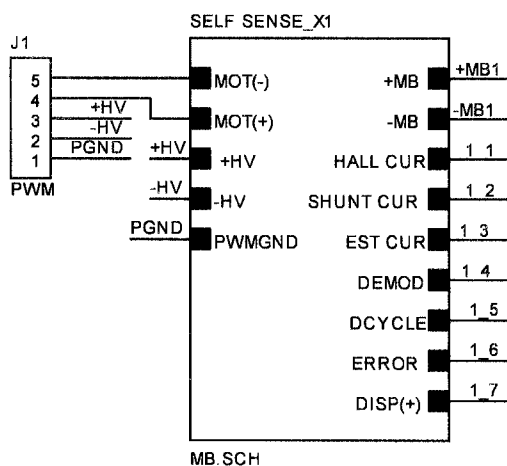 SELF SENSE_X1
J1
5
4
3
2
1
+HV
-HV
PGND
PWM
+HV
-HV
PGND
MOT(-)
MOT(+)
+HV
-HV
PWMGND
+MB
-MB
HALL CUR
SHUNT CUR
EST CUR
DEMOD
DCYCLE
ERROR
DISP(+)
+MB1
-MB1
1_1
1_2
1_3
1_4
1_5
1_6
1_7
MB.SCH